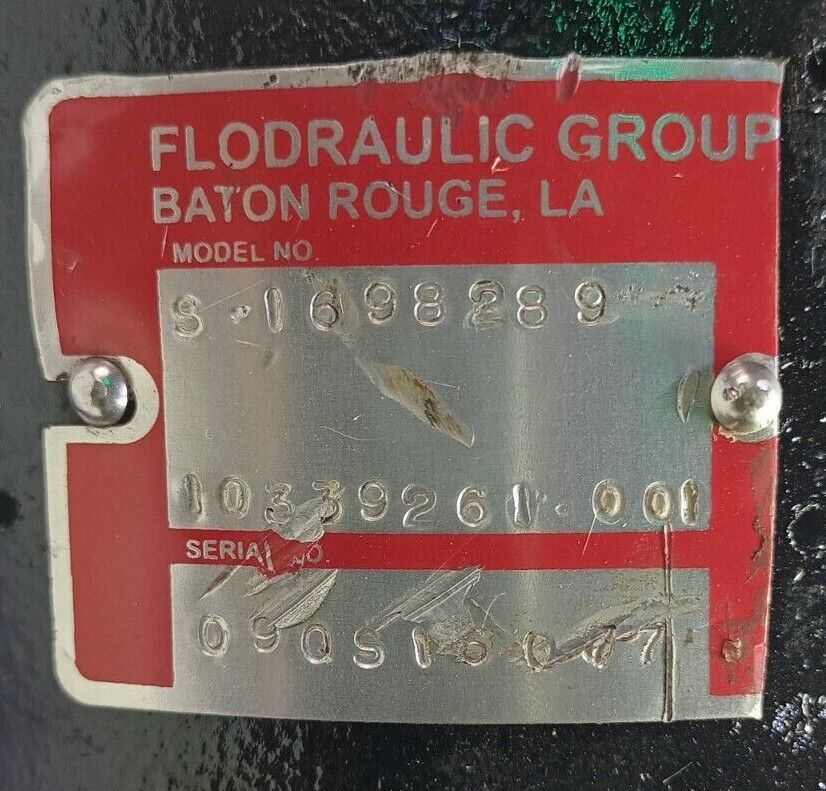 FLODRAULIC GROUP
BATON ROUGE, LA
MODEL NO.
S-1698289
10339261-001
SERIAL NO